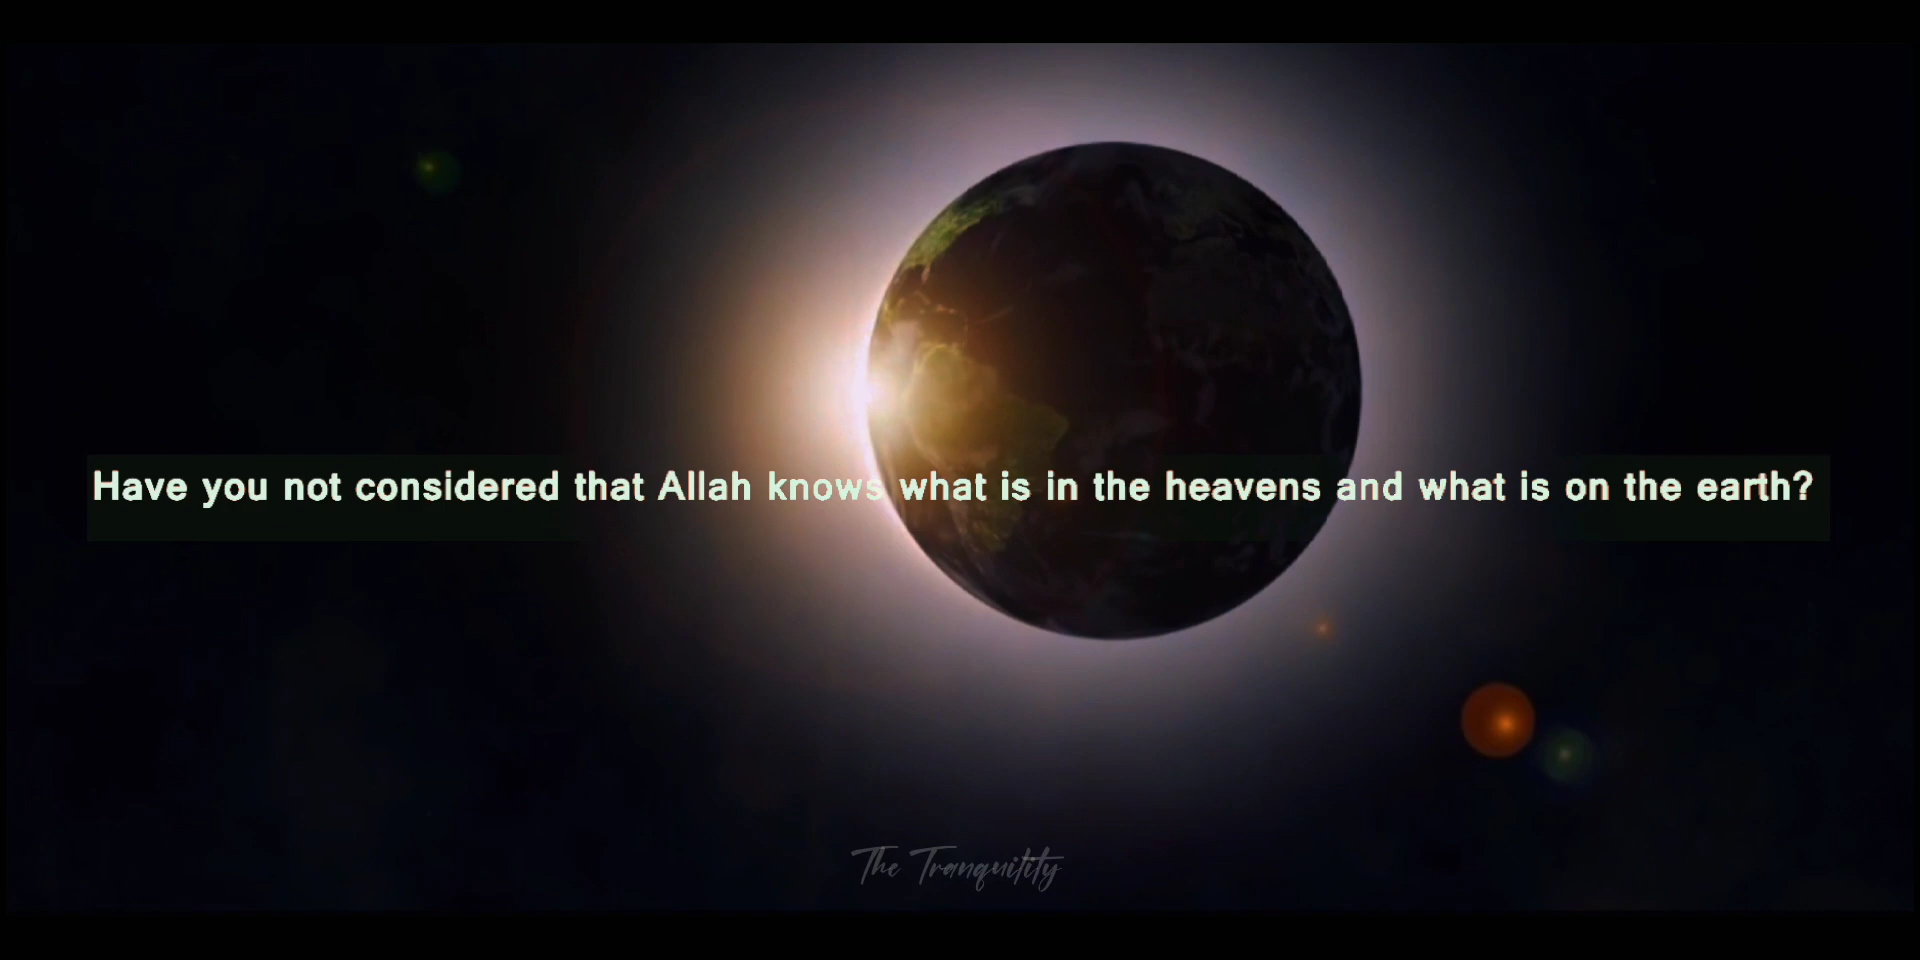 Have you not considered that Allah knows what is in the heavens and what is on the earth?
The Tranquitity